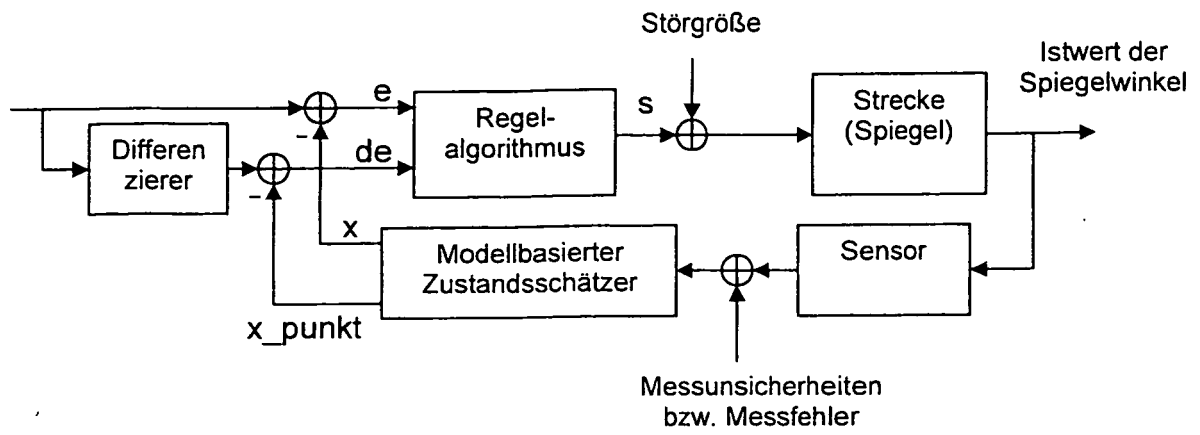 Störgröße
Istwert der
Spiegelwinkel
e
Regel-
algorithmus
s
Strecke
(Spiegel)
-
Differen
zierer
de
-
x
Modellbasierter
Zustandsschätzer
Sensor
x_punkt
Messunsicherheiten
bzw. Messfehler